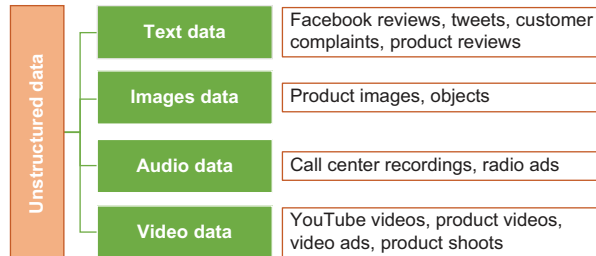 Unstructured data
Text data
Facebook reviews, tweets, customer
complaints, product reviews
Images data
Product images, objects
Audio data
Call center recordings, radio ads
Video data
YouTube videos, product videos,
video ads, product shoots